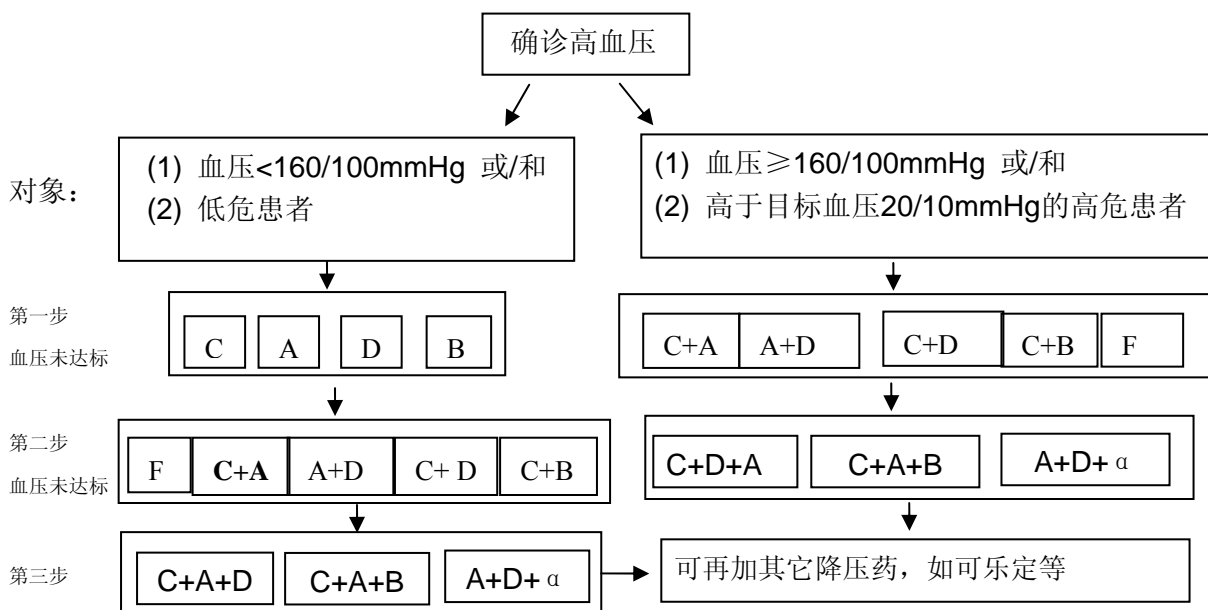 确诊高血压
对象：
(1) 血压<160/100mmHg 或/和
(2) 低危患者
(1) 血压≥160/100mmHg 或/和
(2) 高于目标血压20/10mmHg的高危患者
第一步
血压未达标
C A D B
C+A A+D C+D C+B F
第二步
血压未达标
F C+A A+D C+ D C+B
C+D+A C+A+B A+D+ α
第三步
C+A+D C+A+B A+D+ α
可再加其它降压药，如可乐定等